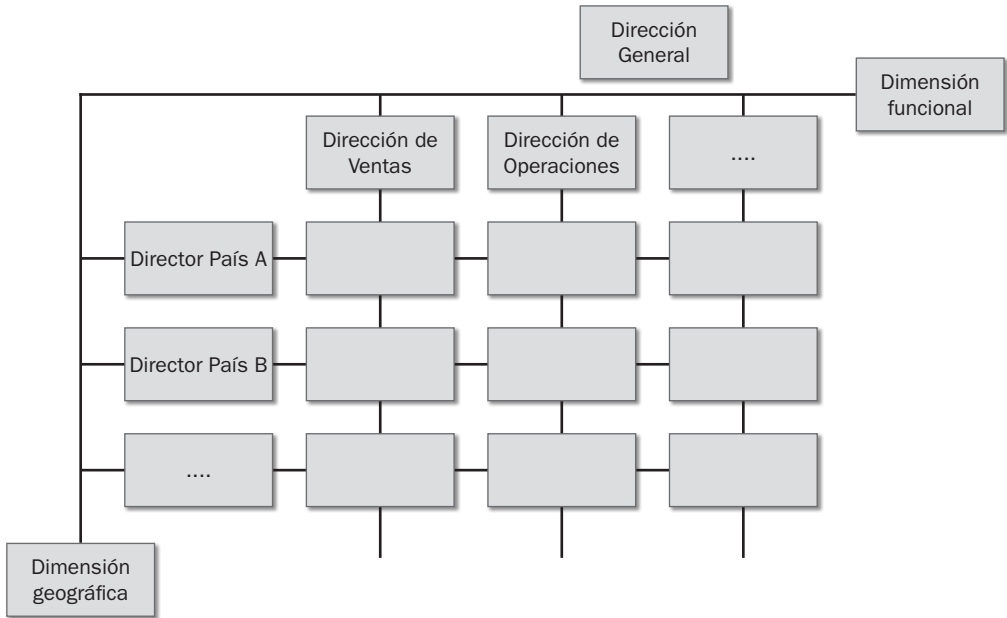 Dirección
General
Dimensión
funcional
Dirección de
Ventas
Dirección de
Operaciones
....
Director País A
Director País B
....
Dimensión
geográfica